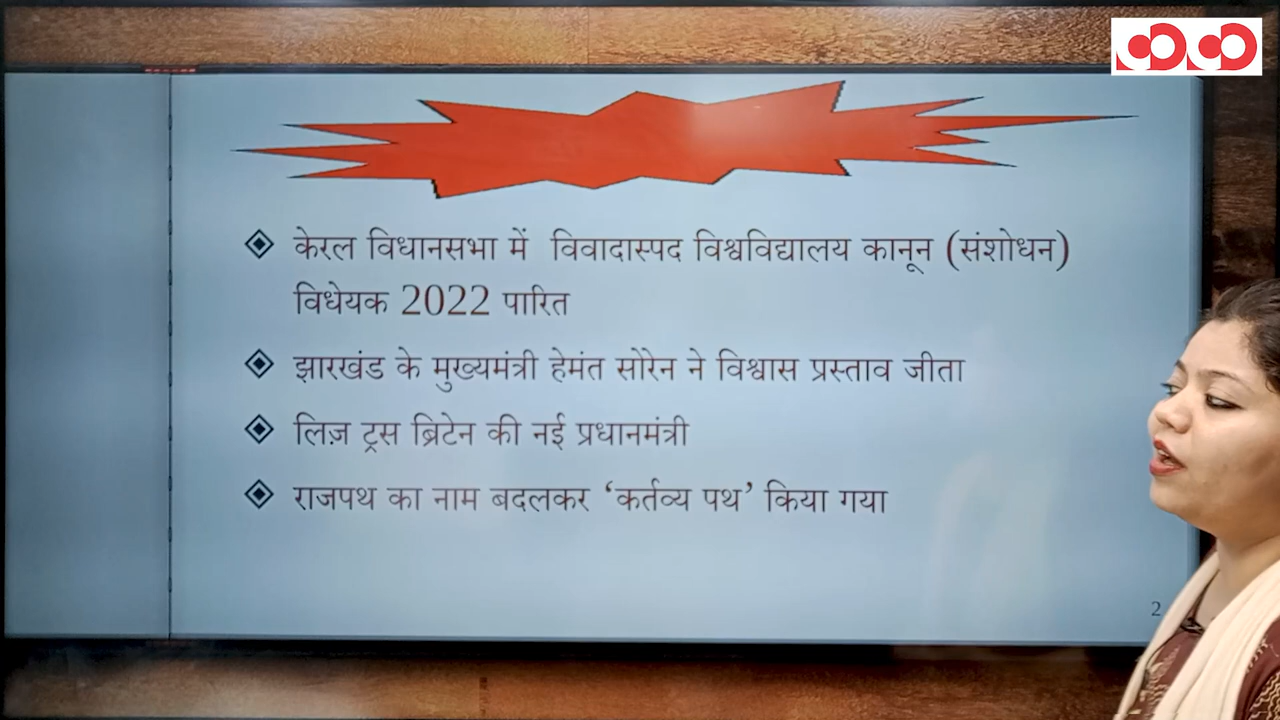 केरल विधानसभा में विवादास्पद विश्वविद्यालय कानून (संशोधन)
विधेयक 2022 पारित
झारखंड के मुख्यमंत्री हेमंत सोरेन ने विश्वास प्रस्ताव जीता
लिज़ ट्रस ब्रिटेन की नई प्रधानमंत्री
राजपथ का नाम बदलकर ‘कर्तव्य पथ’ किया गया
2